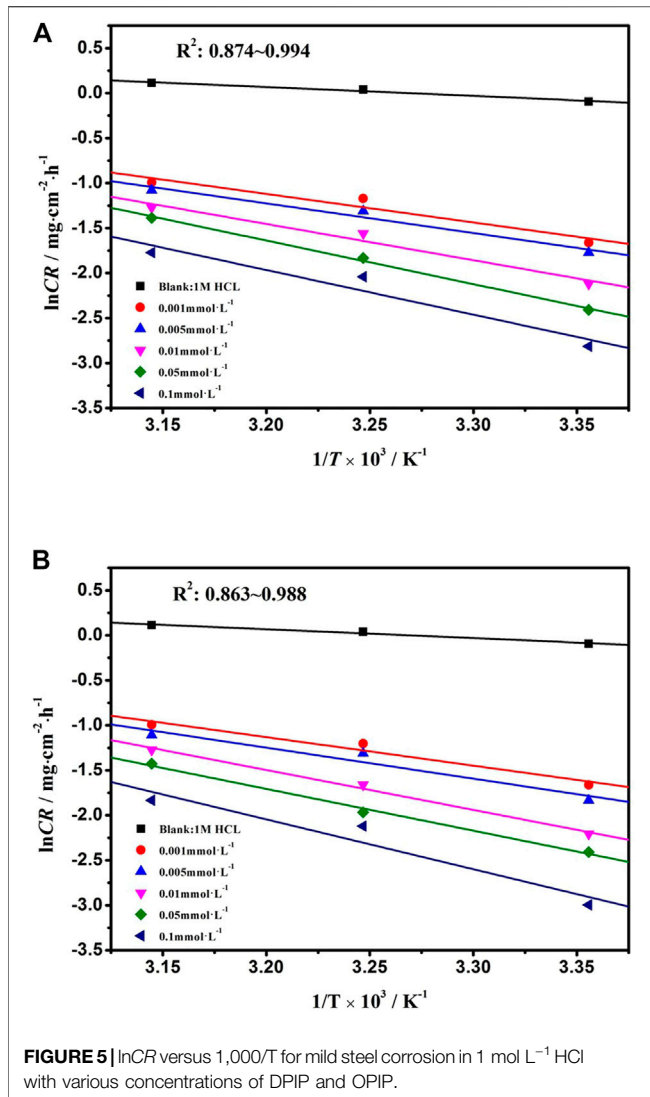 A
R²: 0.874~0.994
lnCR / mg·cm⁻²·h⁻¹
0.5
0.0
-0.5
-1.0
-1.5
-2.0
-2.5
-3.0
-3.5
Blank:1M HCL
0.001mmol·L⁻¹
0.005mmol·L⁻¹
0.01mmol·L⁻¹
0.05mmol·L⁻¹
0.1mmol·L⁻¹
3.15 3.20 3.25 3.30 3.35
1/T × 10³ / K⁻¹
B
R²: 0.863~0.988
lnCR / mg·cm⁻²·h⁻¹
0.5
0.0
-0.5
-1.0
-1.5
-2.0
-2.5
-3.0
-3.5
Blank:1M HCL
0.001mmol·L⁻¹
0.005mmol·L⁻¹
0.01mmol·L⁻¹
0.05mmol·L⁻¹
0.1mmol·L⁻¹
3.15 3.20 3.25 3.30 3.35
1/T × 10³ / K⁻¹
FIGURE 5 | lnCR versus 1,000/T for mild steel corrosion in 1 mol L⁻¹ HCl
with various concentrations of DPIP and OPIP.